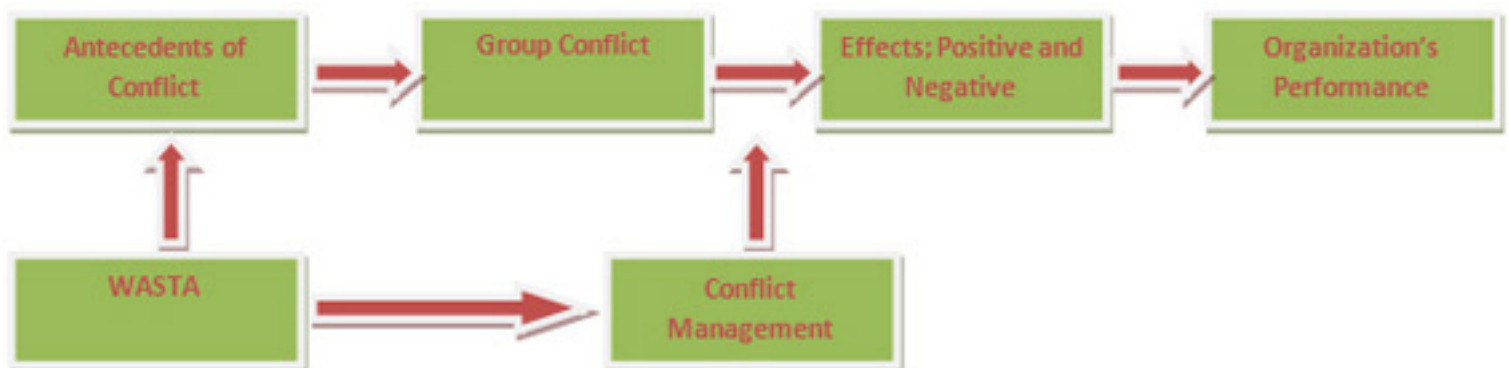 Antecedents of
Conflict
Group Conflict
Effects; Positive and
Negative
Organization's
Performance
WASTA
Conflict
Management